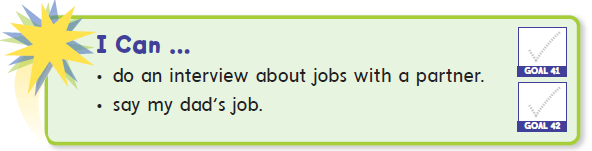 I Can ...
• do an interview about jobs with a partner.
GOAL 41
• say my dad's job.
GOAL 42